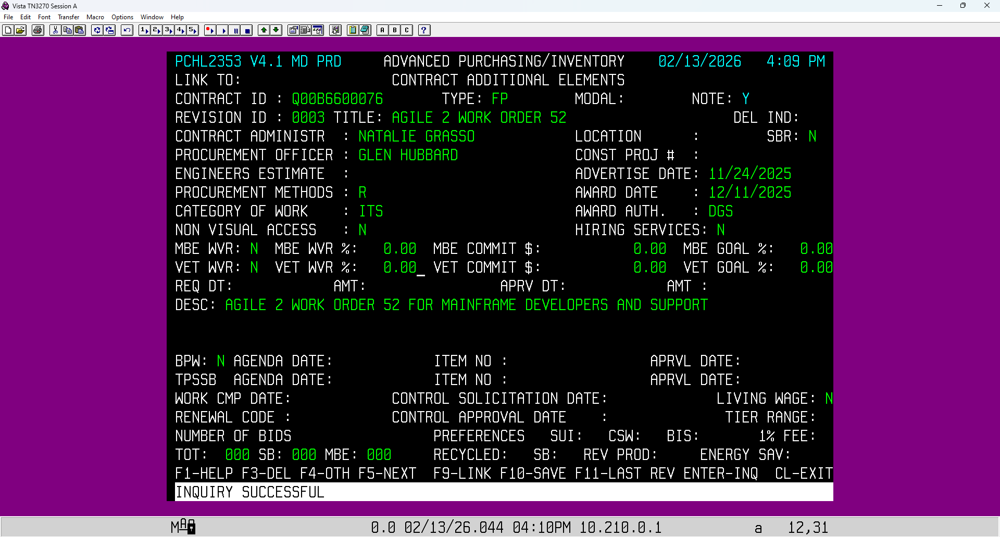 Vista TN3270 Session A
File Edit Font Transfer Macro Options Window Help
1 2 3 4 5 A B C ?
PCHL2353 V4.1 MD PRD ADVANCED PURCHASING/INVENTORY 02/13/2026 4:09 PM
LINK TO: CONTRACT ADDITIONAL ELEMENTS
CONTRACT ID : Q00B6600076 TYPE: FP MODAL: NOTE: Y
REVISION ID : 0003 TITLE: AGILE 2 WORK ORDER 52 DEL IND:
CONTRACT ADMINISTR : NATALIE GRASSO LOCATION : SBR: N
PROCUREMENT OFFICER : GLEN HUBBARD CONST PROJ # :
ENGINEERS ESTIMATE : ADVERTISE DATE: 11/24/2025
PROCUREMENT METHODS : R AWARD DATE : 12/11/2025
CATEGORY OF WORK : ITS AWARD AUTH. : DGS
NON VISUAL ACCESS : N HIRING SERVICES: N
MBE WVR: N MBE WVR %: 0.00 MBE COMMIT $: 0.00 MBE GOAL %: 0.00
VET WVR: N VET WVR %: 0.00_ VET COMMIT $: 0.00 VET GOAL %: 0.00
REQ DT: AMT: APRV DT: AMT :
DESC: AGILE 2 WORK ORDER 52 FOR MAINFRAME DEVELOPERS AND SUPPORT
BPW: N AGENDA DATE: ITEM NO : APRVL DATE:
TPSSB AGENDA DATE: ITEM NO : APRVL DATE:
WORK CMP DATE: CONTROL SOLICITATION DATE: LIVING WAGE: N
RENEWAL CODE : CONTROL APPROVAL DATE : TIER RANGE:
NUMBER OF BIDS PREFERENCES SUI: CSW: BIS: 1% FEE:
TOT: 000 SB: 000 MBE: 000 RECYCLED: SB: REV PROD: ENERGY SAV:
F1-HELP F3-DEL F4-OTH F5-NEXT F9-LINK F10-SAVE F11-LAST REV ENTER-INQ CL-EXIT
INQUIRY SUCCESSFUL
MA 0.0 02/13/26.044 04:10PM 10.210.0.1 a 12,31